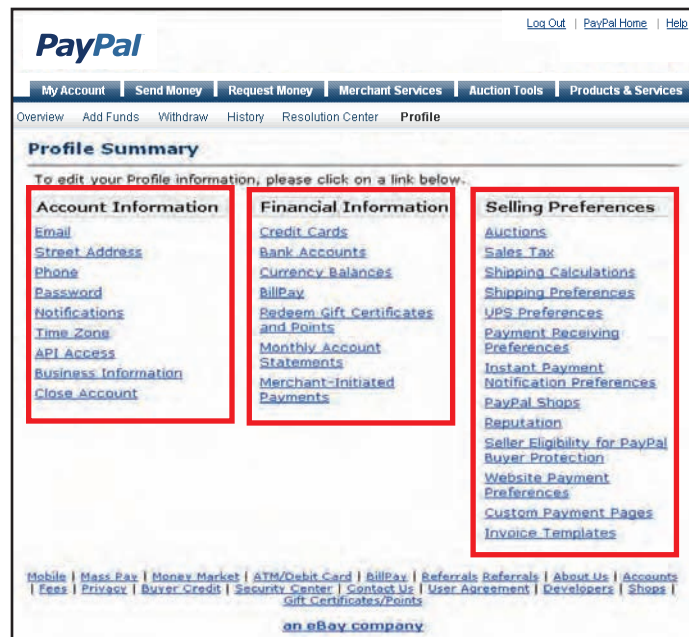 Log Out | PayPal Home | Help
PayPal
My Account Send Money Request Money Merchant Services Auction Tools Products & Services
Overview Add Funds Withdraw History Resolution Center Profile
Profile Summary
To edit your Profile information, please click on a link below.
Account Information
Email
Street Address
Phone
Password
Notifications
Time Zone
API Access
Business Information
Close Account
Financial Information
Credit Cards
Bank Accounts
Currency Balances
BillPay
Redeem Gift Certificates
and Points
Monthly Account
Statements
Merchant-Initiated
Payments
Selling Preferences
Auctions
Sales Tax
Shipping Calculations
Shipping Preferences
UPS Preferences
Payment Receiving
Preferences
Instant Payment
Notification Preferences
PayPal Shops
Reputation
Seller Eligibility for PayPal
Buyer Protection
Website Payment
Preferences
Custom Payment Pages
Invoice Templates
Mobile | Mass Pay | Money Market | ATM/Debit Card | BillPay | Referrals Referrals | About Us | Accounts
| Fees | Privacy | Buyer Credit | Security Center | Contact Us | User Agreement | Developers | Shops |
Gift Certificates/Points
an eBay company